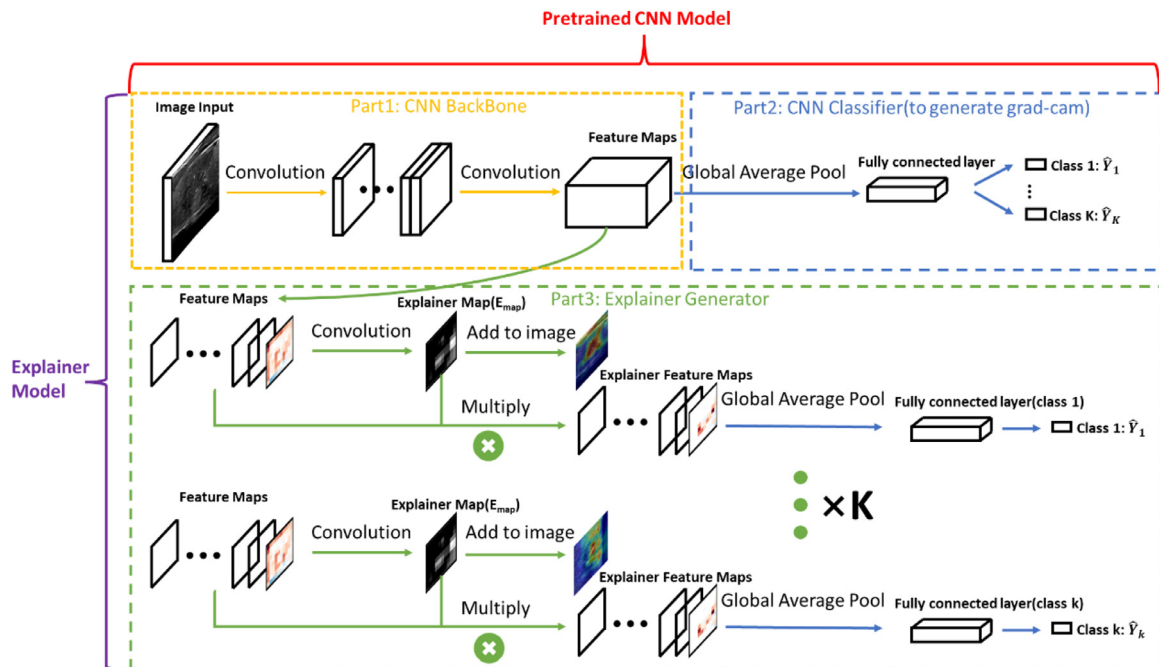 Pretrained CNN Model
Part1: CNN BackBone
Part2: CNN Classifier(to generate grad-cam)
Image Input
Convolution
Convolution
Feature Maps
Global Average Pool
Fully connected layer
Class 1: Ŷ₁
Class K: Ŷ_K
Explainer
Model
Part3: Explainer Generator
Feature Maps
Convolution
Explainer Map(E_map)
Add to image
Multiply
Explainer Feature Maps
Global Average Pool
Fully connected layer(class 1)
Class 1: Ŷ₁
×K
Feature Maps
Convolution
Explainer Map(E_map)
Add to image
Multiply
Explainer Feature Maps
Global Average Pool
Fully connected layer(class k)
Class k: Ŷ_k